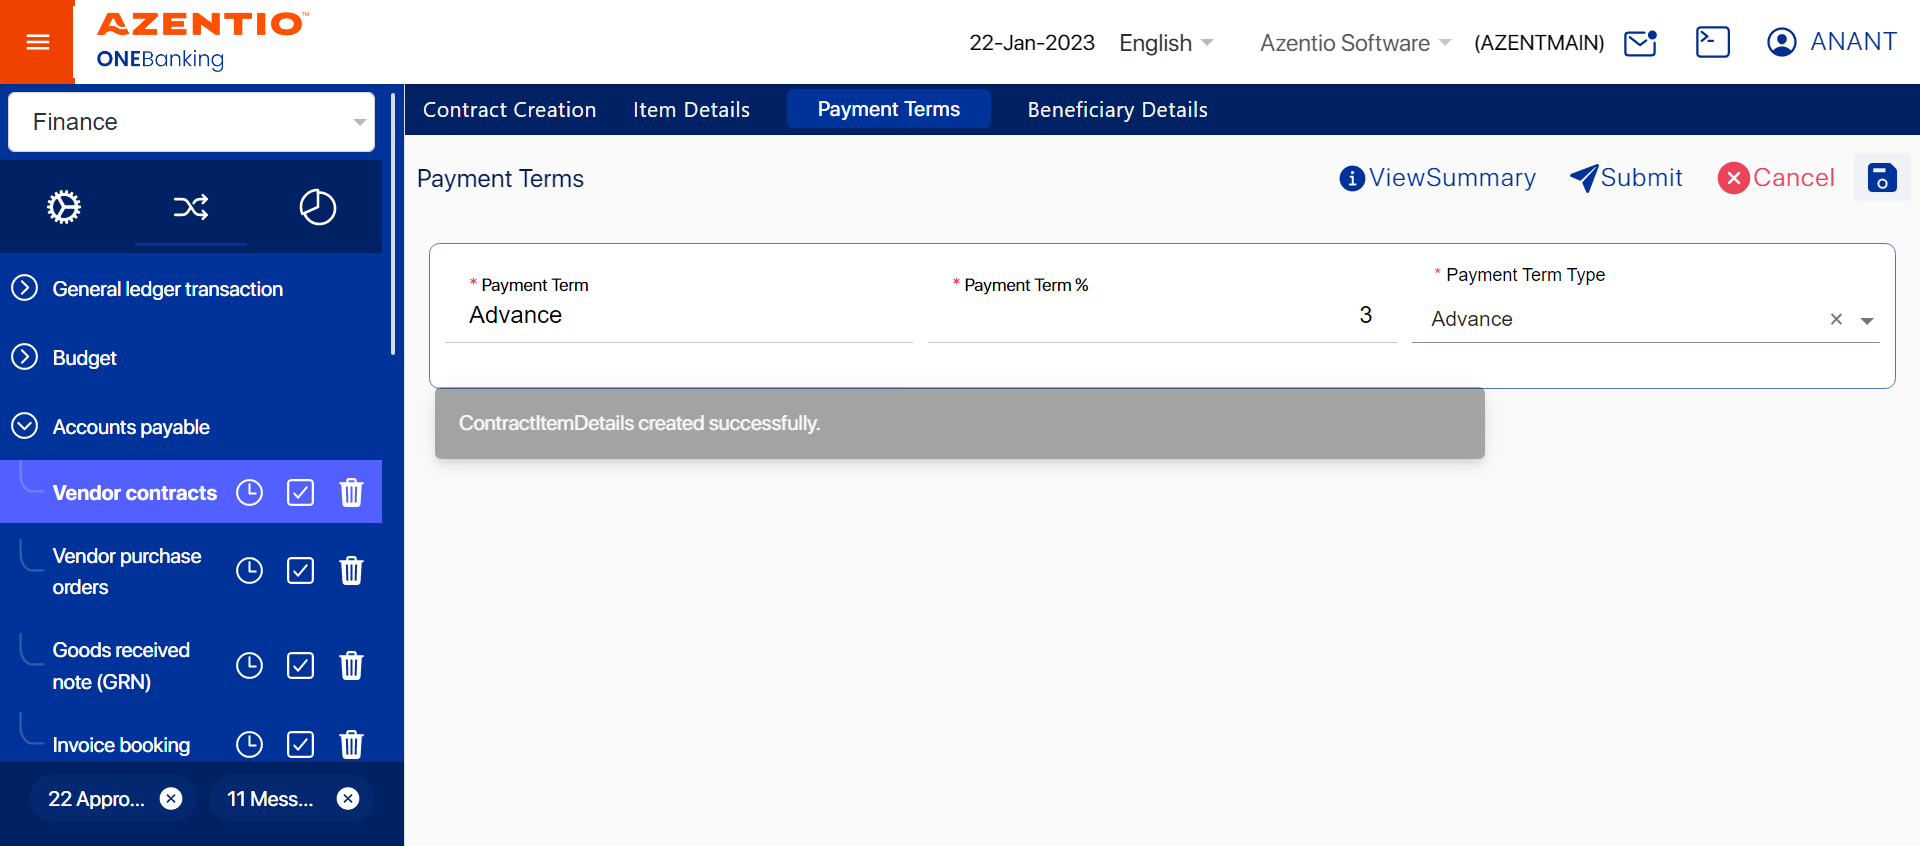 AZENTIO™
ONEBanking
22-Jan-2023 English Azentio Software (AZENTMAIN) ANANT
Finance
Contract Creation Item Details Payment Terms Beneficiary Details
Payment Terms
ViewSummary Submit Cancel
* Payment Term
Advance
* Payment Term %
3
* Payment Term Type
Advance
ContractItemDetails created successfully.
General ledger transaction
Budget
Accounts payable
Vendor contracts
Vendor purchase
orders
Goods received
note (GRN)
Invoice booking
22 Appro... 11 Mess...